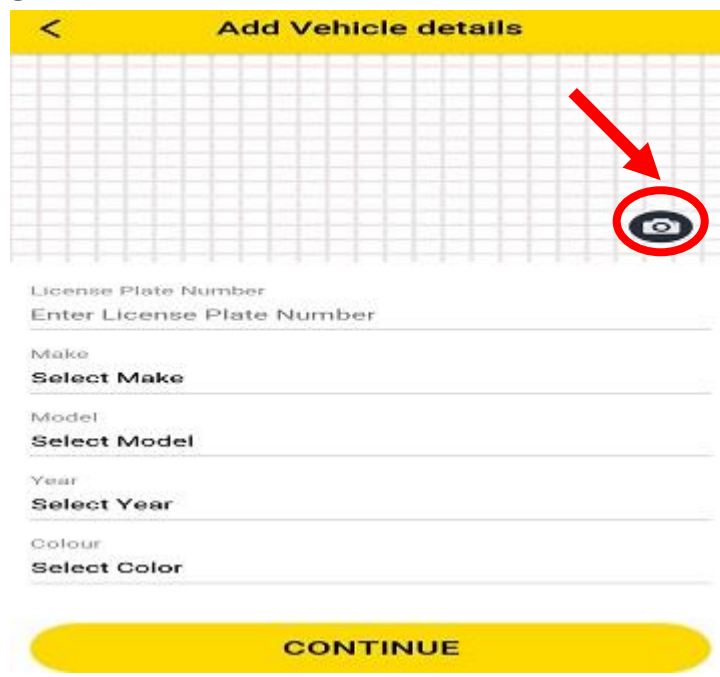 Add Vehicle details
License Plate Number
Enter License Plate Number
Make
Select Make
Model
Select Model
Year
Select Year
Colour
Select Color
CONTINUE